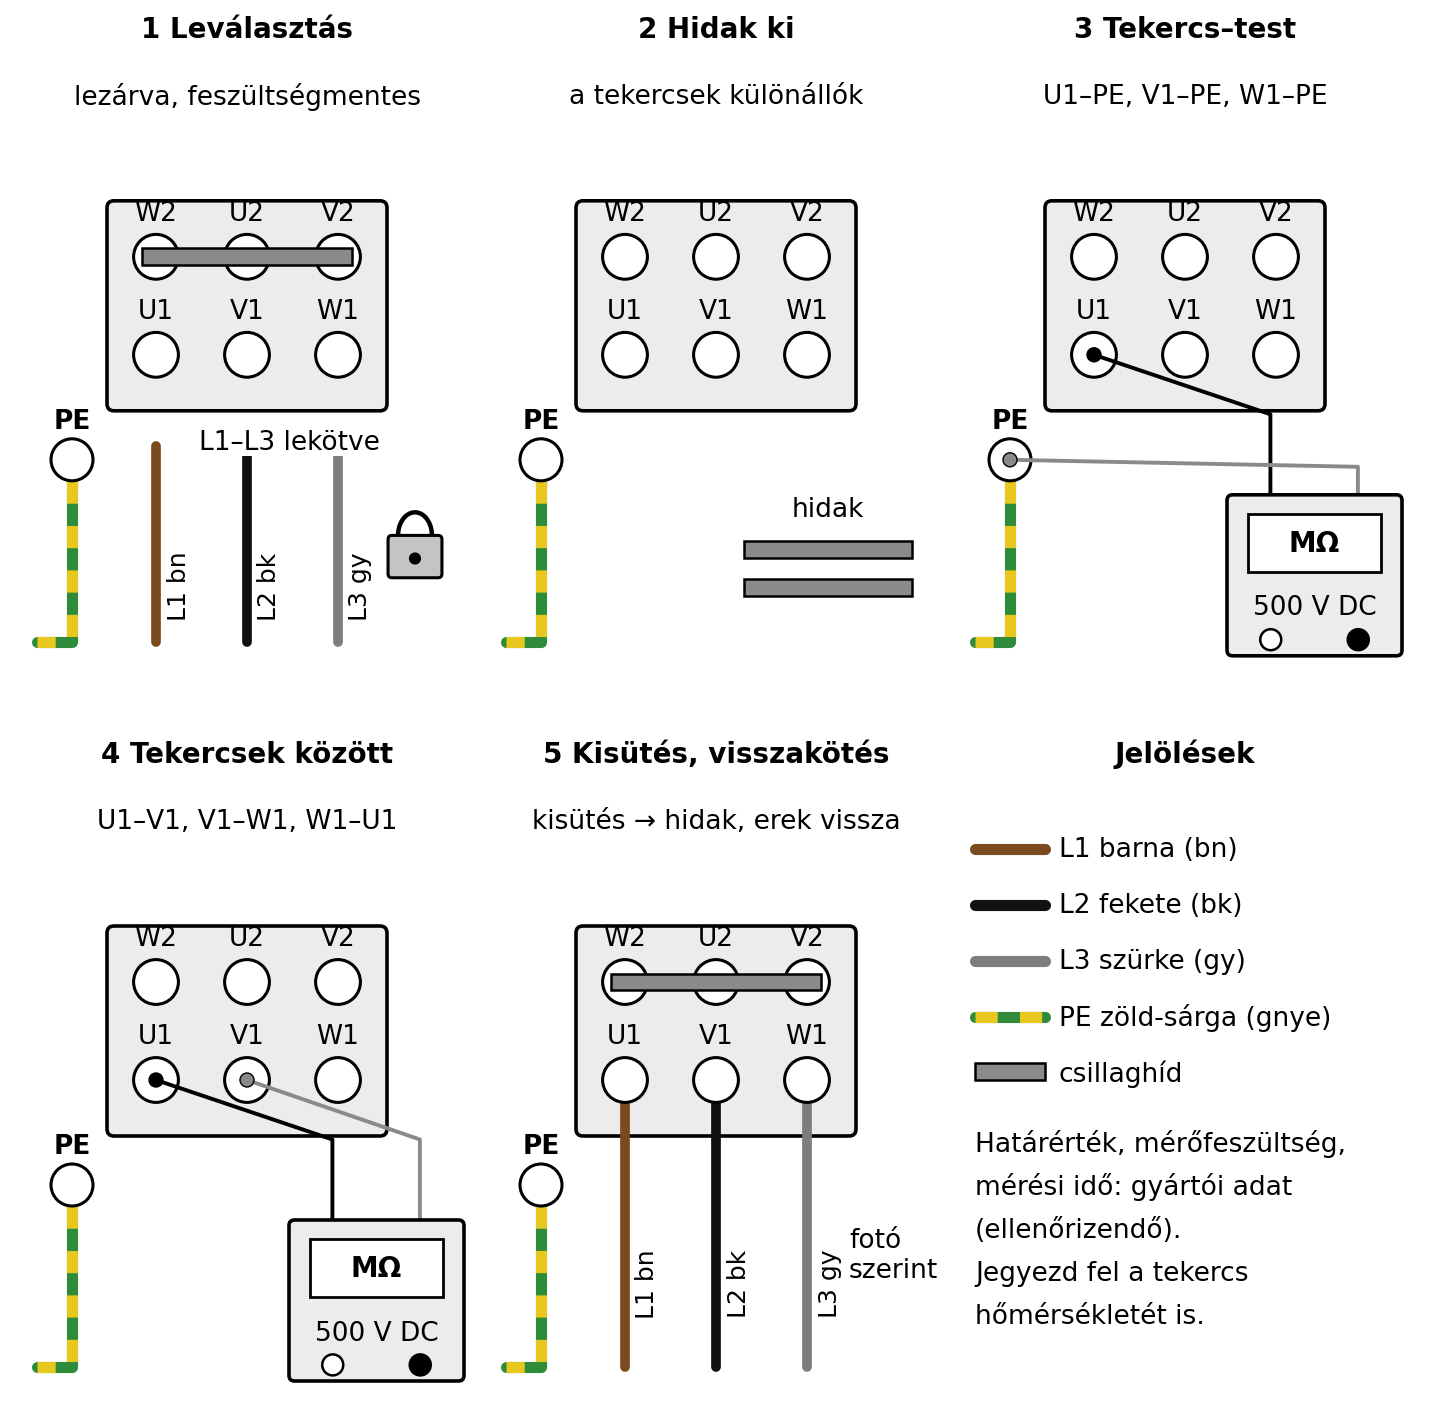 1 Leválasztás
lezárva, feszültségmentes
W2 U2 V2
U1 V1 W1
PE
L1–L3 lekötve
L1 bn
L2 bk
L3 gy
2 Hidak ki
a tekercsek különállók
W2 U2 V2
U1 V1 W1
PE
hidak
3 Tekercs–test
U1–PE, V1–PE, W1–PE
W2 U2 V2
U1 V1 W1
PE
MΩ
500 V DC
4 Tekercsek között
U1–V1, V1–W1, W1–U1
W2 U2 V2
U1 V1 W1
PE
MΩ
500 V DC
5 Kisütés, visszakötés
kisütés → hidak, erek vissza
W2 U2 V2
U1 V1 W1
PE
L1 bn
L2 bk
L3 gy
fotó
szerint
Jelölések
L1 barna (bn)
L2 fekete (bk)
L3 szürke (gy)
PE zöld-sárga (gnye)
csillaghíd
Határérték, mérőfeszültség,
mérési idő: gyártói adat
(ellenőrizendő).
Jegyezd fel a tekercs
hőmérsékletét is.